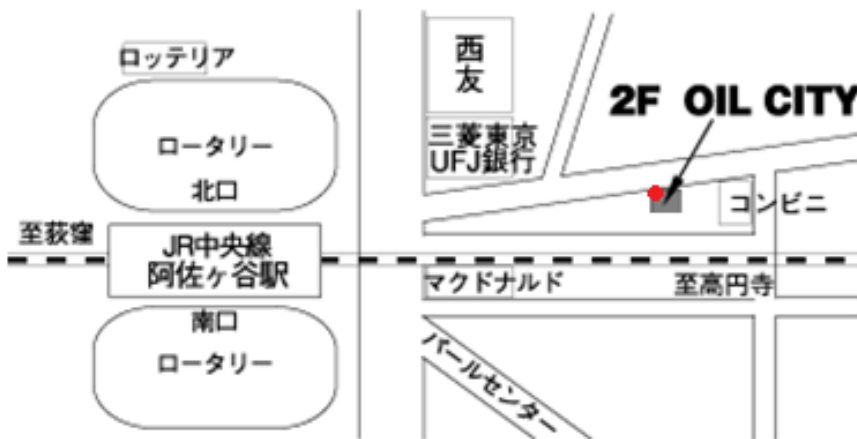 ロッテリア
ロータリー
北口
至荻窪
JR中央線
阿佐ヶ谷駅
南口
ロータリー
西
友
三菱東京
UFJ銀行
2F OIL CITY
コンビニ
マクドナルド
至高円寺
パールセンター